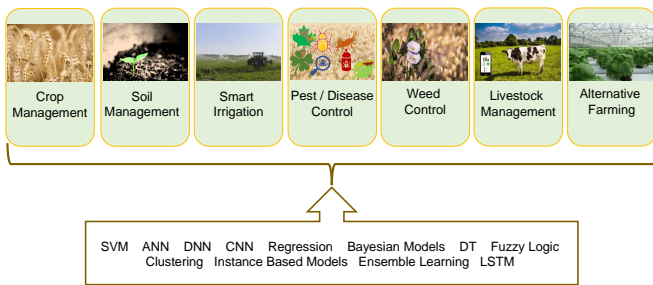 Crop
Management
Soil
Management
Smart
Irrigation
Pest / Disease
Control
Weed
Control
Livestock
Management
Alternative
Farming
SVM ANN DNN CNN Regression Bayesian Models DT Fuzzy Logic
Clustering Instance Based Models Ensemble Learning LSTM